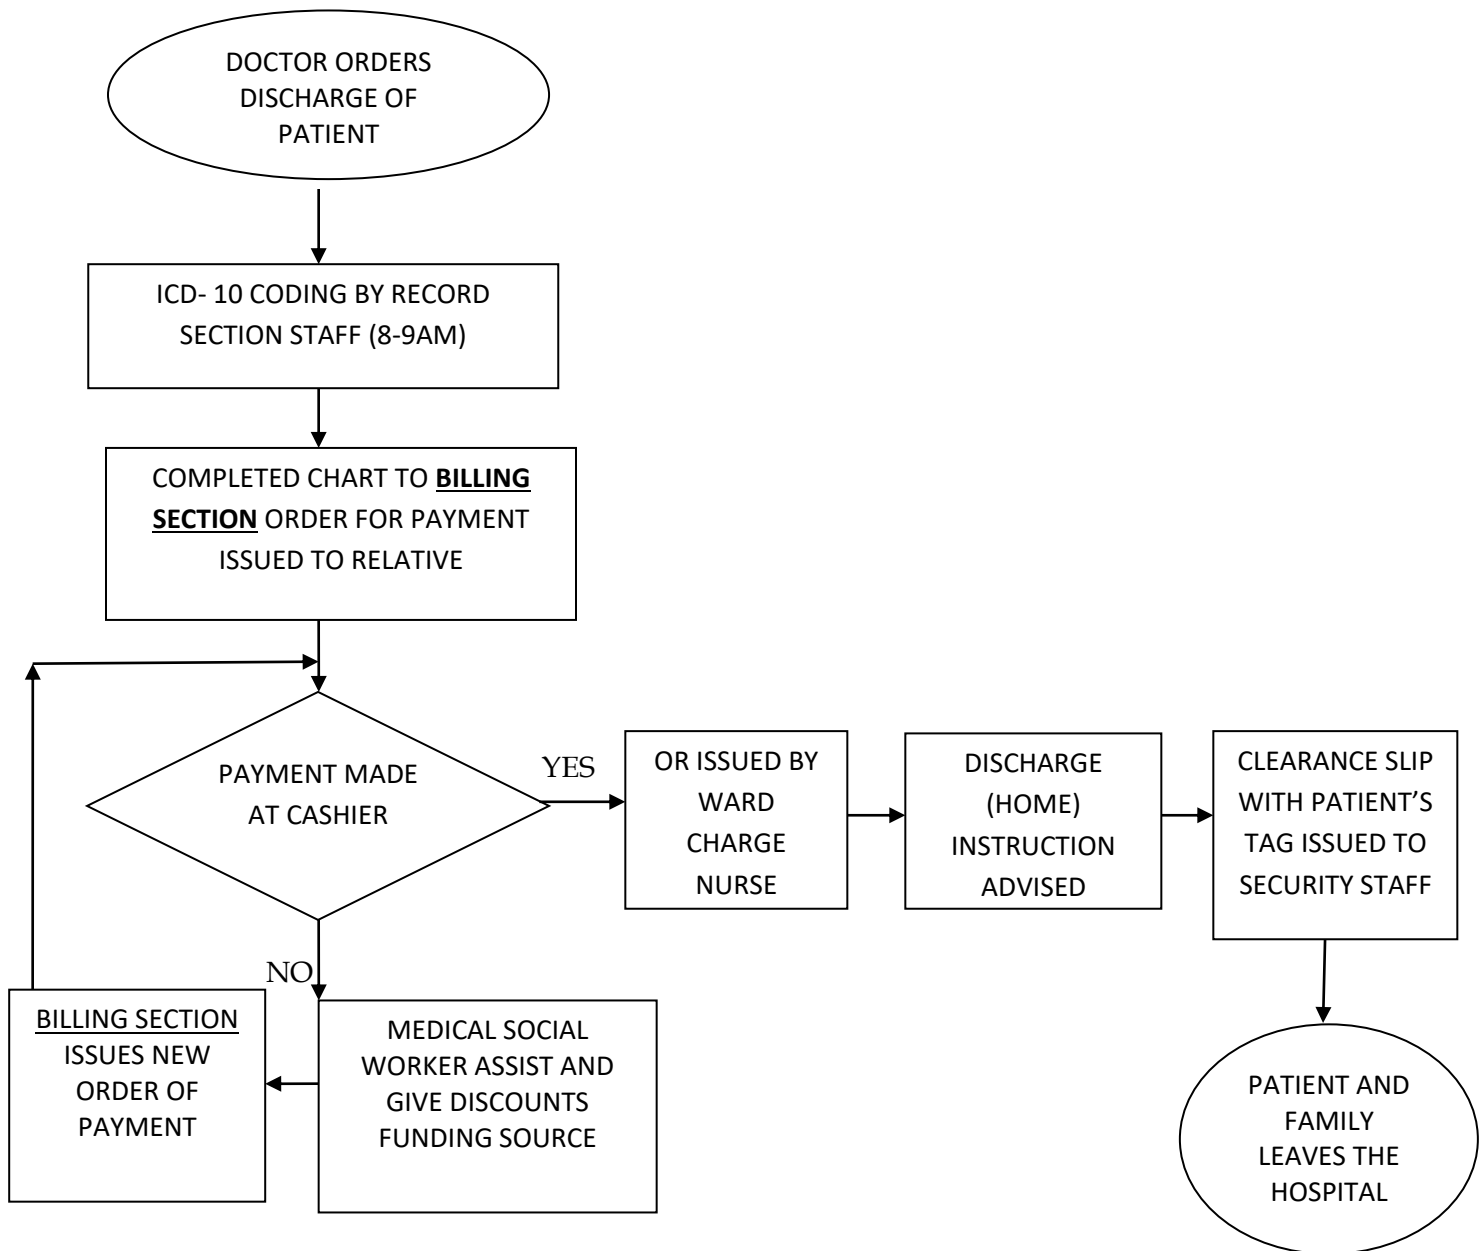 DOCTOR ORDERS
DISCHARGE OF
PATIENT
ICD- 10 CODING BY RECORD
SECTION STAFF (8-9AM)
COMPLETED CHART TO BILLING
SECTION ORDER FOR PAYMENT
ISSUED TO RELATIVE
PAYMENT MADE
AT CASHIER
YES
OR ISSUED BY
WARD
CHARGE
NURSE
DISCHARGE
(HOME)
INSTRUCTION
ADVISED
CLEARANCE SLIP
WITH PATIENT’S
TAG ISSUED TO
SECURITY STAFF
NO
MEDICAL SOCIAL
WORKER ASSIST AND
GIVE DISCOUNTS
FUNDING SOURCE
BILLING SECTION
ISSUES NEW
ORDER OF
PAYMENT
PATIENT AND
FAMILY
LEAVES THE
HOSPITAL